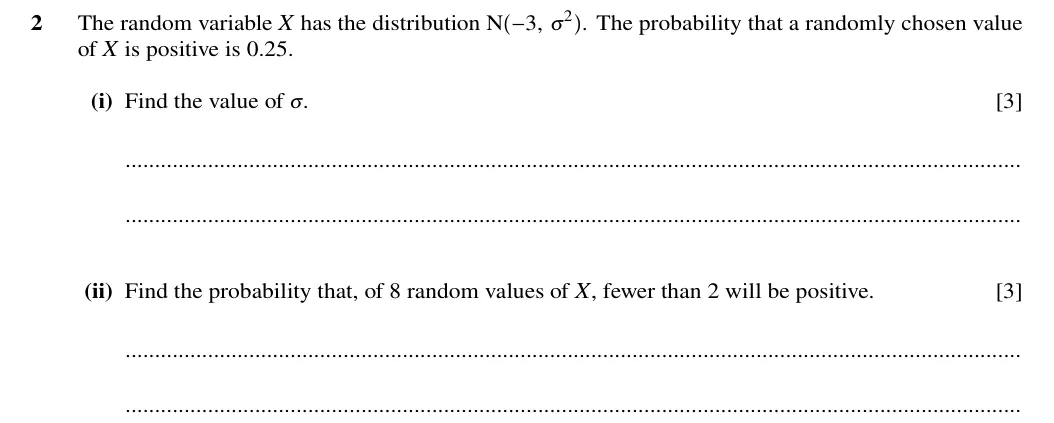 2 The random variable X has the distribution N(−3, σ²). The probability that a randomly chosen value
of X is positive is 0.25.
(i) Find the value of σ. [3]
(ii) Find the probability that, of 8 random values of X, fewer than 2 will be positive. [3]